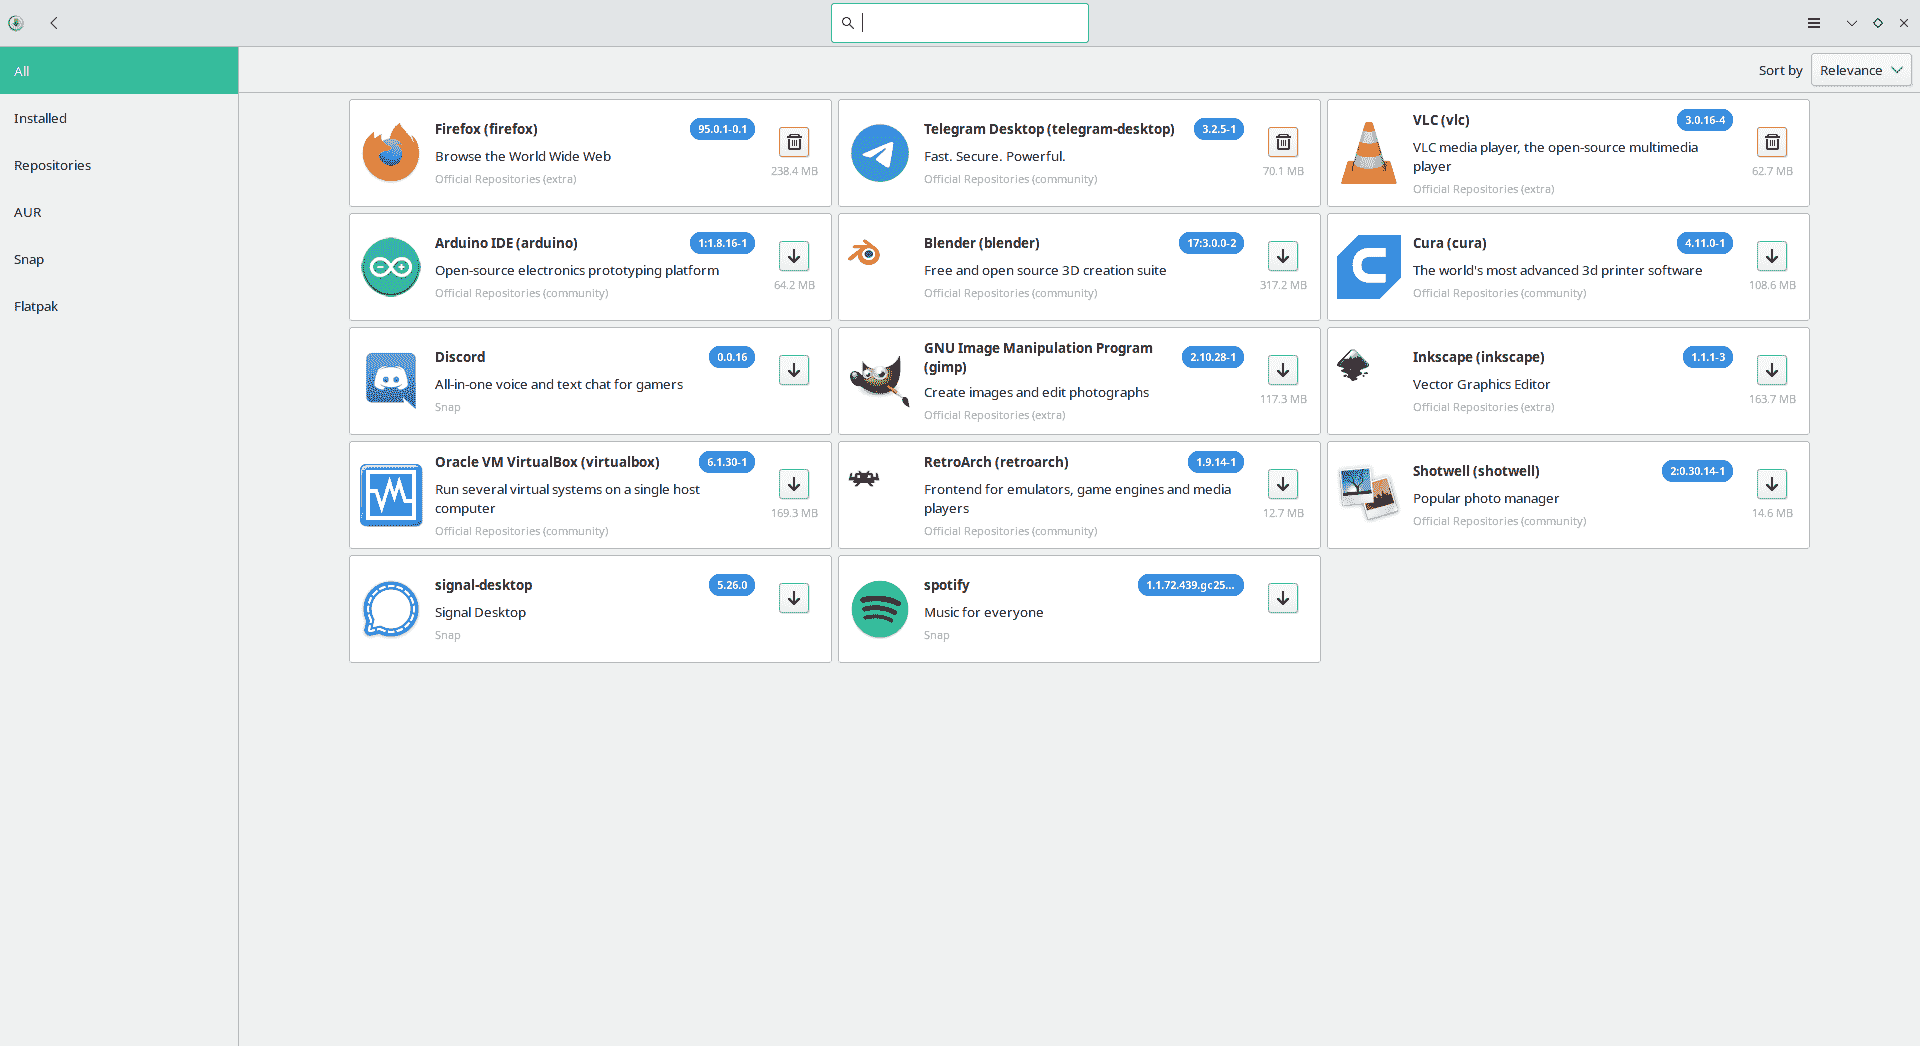 All
Installed
Repositories
AUR
Snap
Flatpak
Sort by
Relevance
Firefox (firefox)
95.0.1-0.1
Browse the World Wide Web
Official Repositories (extra)
238.4 MB
Telegram Desktop (telegram-desktop)
3.2.5-1
Fast. Secure. Powerful.
Official Repositories (community)
70.1 MB
VLC (vlc)
3.0.16-4
VLC media player, the open-source multimedia
player
Official Repositories (extra)
62.7 MB
Arduino IDE (arduino)
1:1.8.16-1
Open-source electronics prototyping platform
Official Repositories (community)
64.2 MB
Blender (blender)
17:3.0.0-2
Free and open source 3D creation suite
Official Repositories (community)
317.2 MB
Cura (cura)
4.11.0-1
The world's most advanced 3d printer software
Official Repositories (community)
108.6 MB
Discord
0.0.16
All-in-one voice and text chat for gamers
Snap
GNU Image Manipulation Program
(gimp)
2.10.28-1
Create images and edit photographs
Official Repositories (extra)
117.3 MB
Inkscape (inkscape)
1.1.1-3
Vector Graphics Editor
Official Repositories (extra)
163.7 MB
Oracle VM VirtualBox (virtualbox)
6.1.30-1
Run several virtual systems on a single host
computer
Official Repositories (community)
169.3 MB
RetroArch (retroarch)
1.9.14-1
Frontend for emulators, game engines and media
players
Official Repositories (community)
12.7 MB
Shotwell (shotwell)
2:0.30.14-1
Popular photo manager
Official Repositories (community)
14.6 MB
signal-desktop
5.26.0
Signal Desktop
Snap
spotify
1.1.72.439.gc25...
Music for everyone
Snap